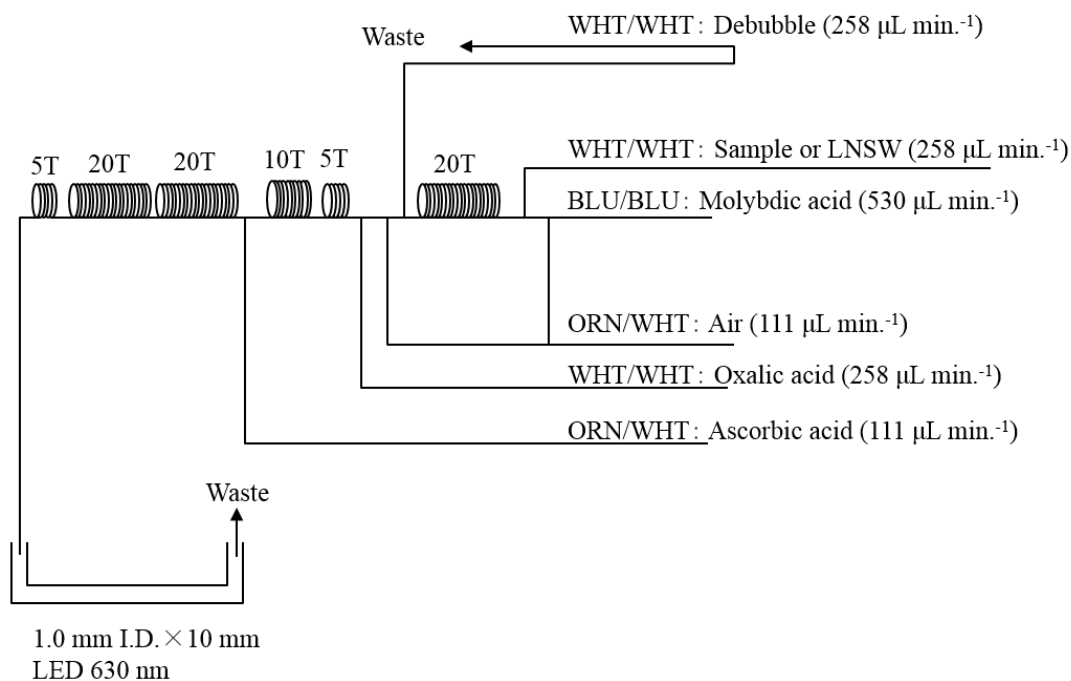 WHT/WHT: Debubble (258 μL min.⁻¹)
Waste
5T 20T 20T 10T 5T 20T
WHT/WHT: Sample or LNSW (258 μL min.⁻¹)
BLU/BLU: Molybdic acid (530 μL min.⁻¹)
ORN/WHT: Air (111 μL min.⁻¹)
WHT/WHT: Oxalic acid (258 μL min.⁻¹)
ORN/WHT: Ascorbic acid (111 μL min.⁻¹)
Waste
1.0 mm I.D.×10 mm
LED 630 nm